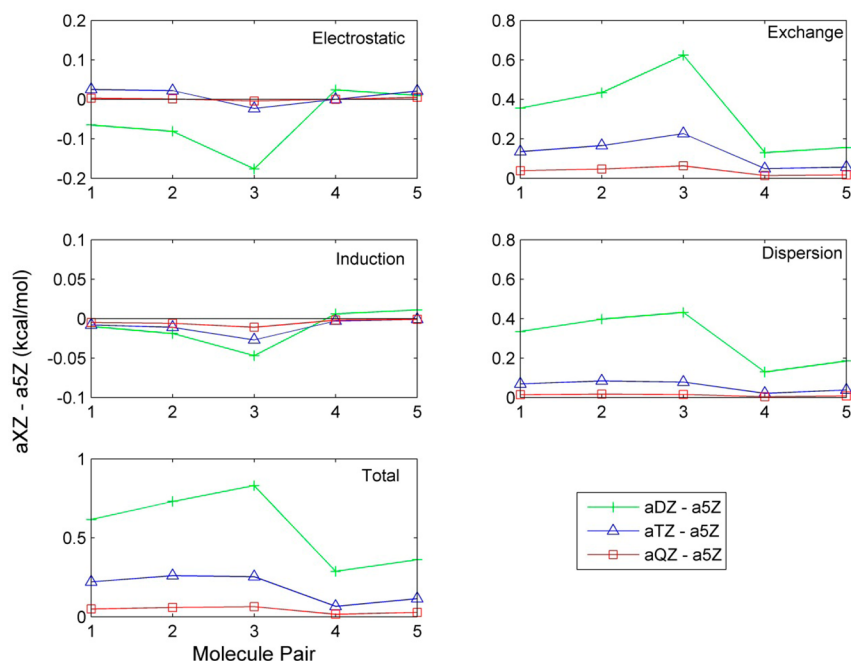 0.2
0.1
0
-0.1
-0.2
Electrostatic
1 2 3 4 5
0.8
0.6
0.4
0.2
0
Exchange
1 2 3 4 5
aXZ - a5Z (kcal/mol)
0.1
0.05
0
-0.05
-0.1
Induction
1 2 3 4 5
0.8
0.6
0.4
0.2
0
Dispersion
1 2 3 4 5
1
0.5
0
Total
1 2 3 4 5
Molecule Pair
aDZ - a5Z
aTZ - a5Z
aQZ - a5Z